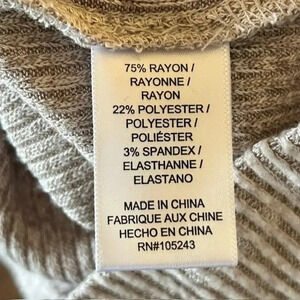 75% RAYON /
RAYONNE /
RAYON
22% POLYESTER /
POLYESTER /
POLIÉSTER
3% SPANDEX /
ELASTHANNE /
ELASTANO
MADE IN CHINA
FABRIQUE AUX CHINE
HECHO EN CHINA
RN#105243